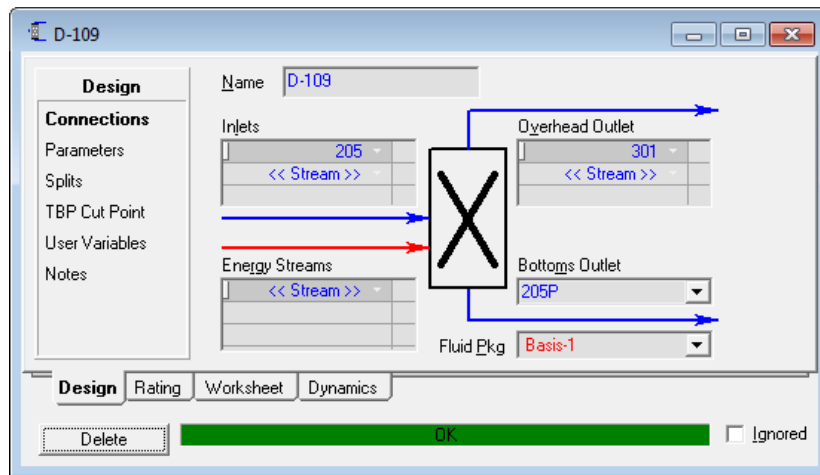 D-109
Design
Connections
Parameters
Splits
TBP Cut Point
User Variables
Notes
Name D-109
Inlets
205
<< Stream >>
Overhead Outlet
301
<< Stream >>
Energy Streams
<< Stream >>
Bottoms Outlet
205P
Fluid Pkg Basis-1
Design Rating Worksheet Dynamics
Delete OK Ignored